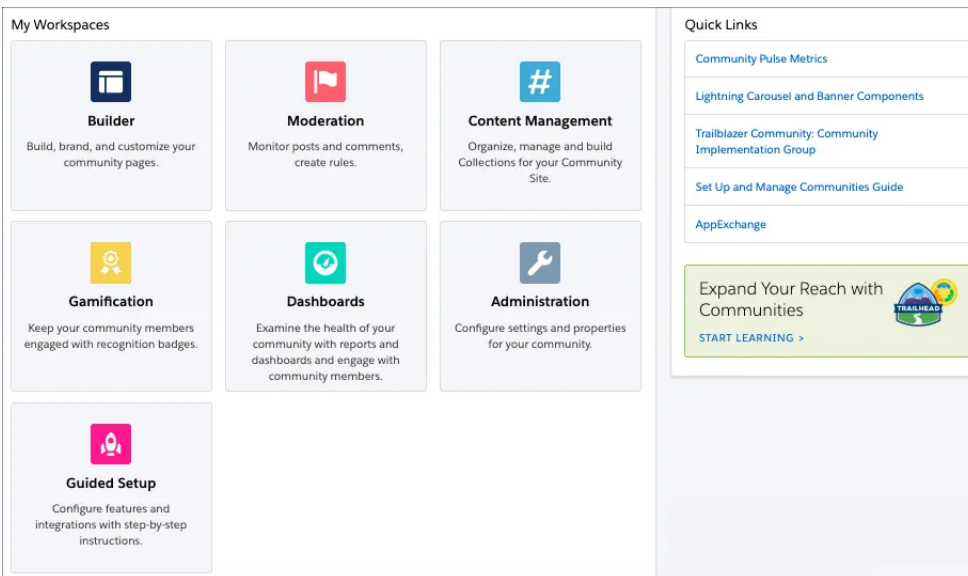 My Workspaces
Builder
Build, brand, and customize your
community pages.
Moderation
Monitor posts and comments,
create rules.
#
Content Management
Organize, manage and build
Collections for your Community
Site.
Gamification
Keep your community members
engaged with recognition badges.
Dashboards
Examine the health of your
community with reports and
dashboards and engage with
community members.
Administration
Configure settings and properties
for your community.
Guided Setup
Configure features and
integrations with step-by-step
instructions.
Quick Links
Community Pulse Metrics
Lightning Carousel and Banner Components
Trailblazer Community: Community
Implementation Group
Set Up and Manage Communities Guide
AppExchange
Expand Your Reach with
Communities
START LEARNING >
TRAILHEAD